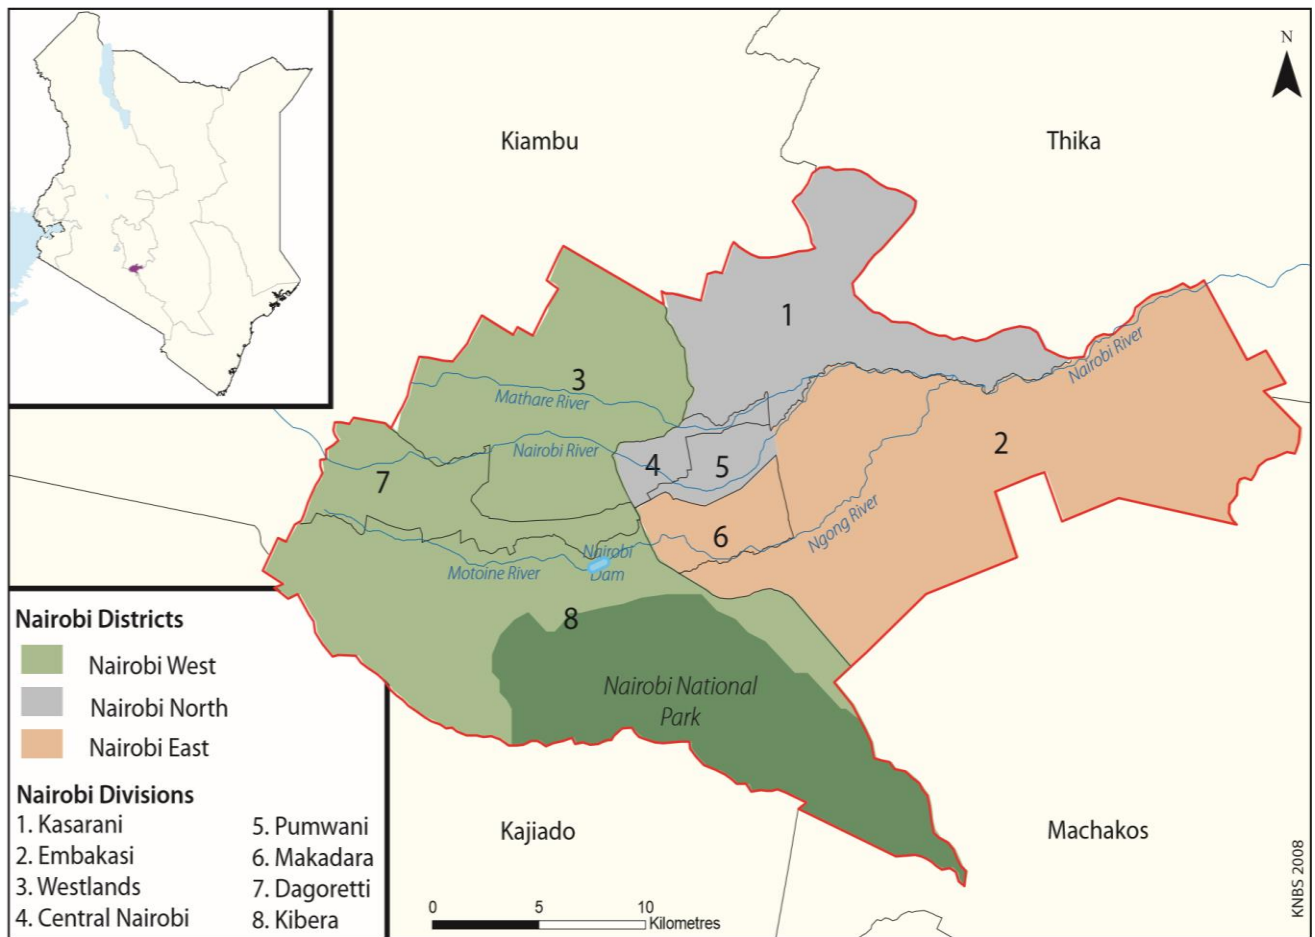 N
Kiambu
Thika
1
3
Mathare River
Nairobi River
2
Nairobi River
4
5
7
6
Ngong River
Nairobi
Dam
Motoine River
8
Nairobi National
Park
Kajiado
Machakos
Nairobi Districts
Nairobi West
Nairobi North
Nairobi East
Nairobi Divisions
1. Kasarani
2. Embakasi
3. Westlands
4. Central Nairobi
5. Pumwani
6. Makadara
7. Dagoretti
8. Kibera
0 5 10
Kilometres
KNBS 2008